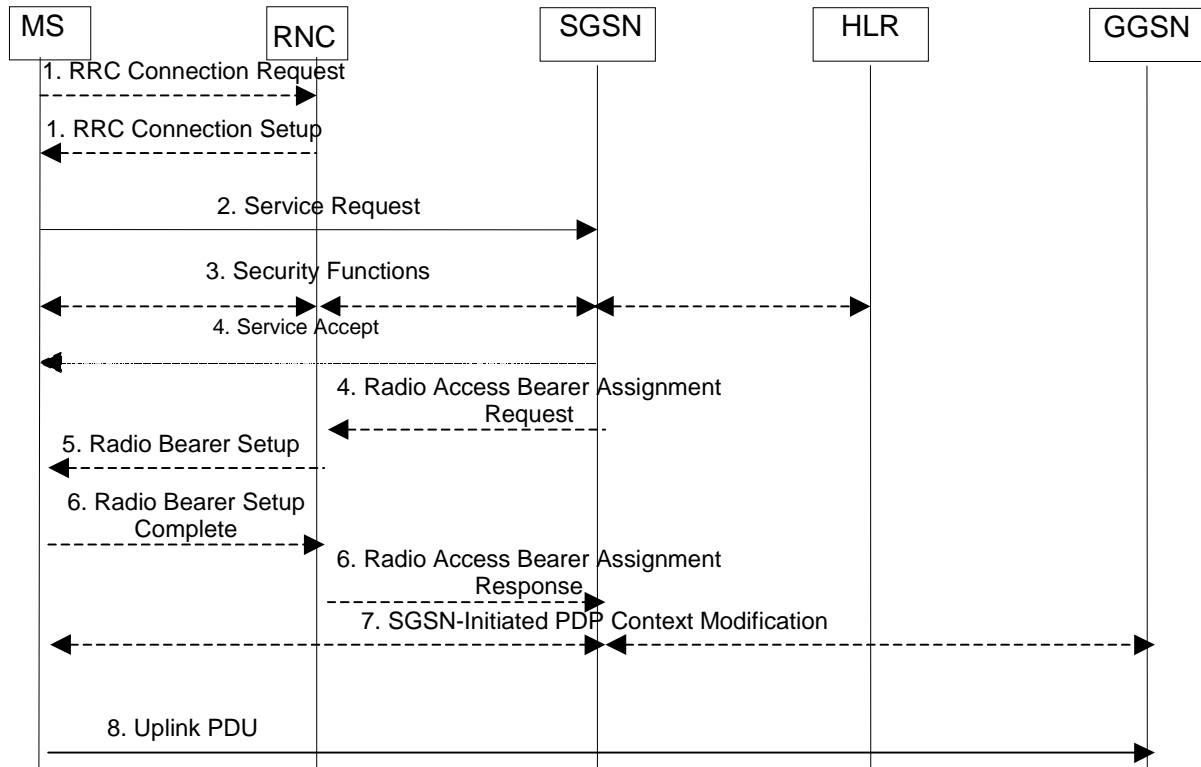 MS
RNC
SGSN
HLR
GGSN
1. RRC Connection Request
1. RRC Connection Setup
2. Service Request
3. Security Functions
4. Service Accept
4. Radio Access Bearer Assignment
Request
5. Radio Bearer Setup
6. Radio Bearer Setup
Complete
6. Radio Access Bearer Assignment
Response
7. SGSN-Initiated PDP Context Modification
8. Uplink PDU